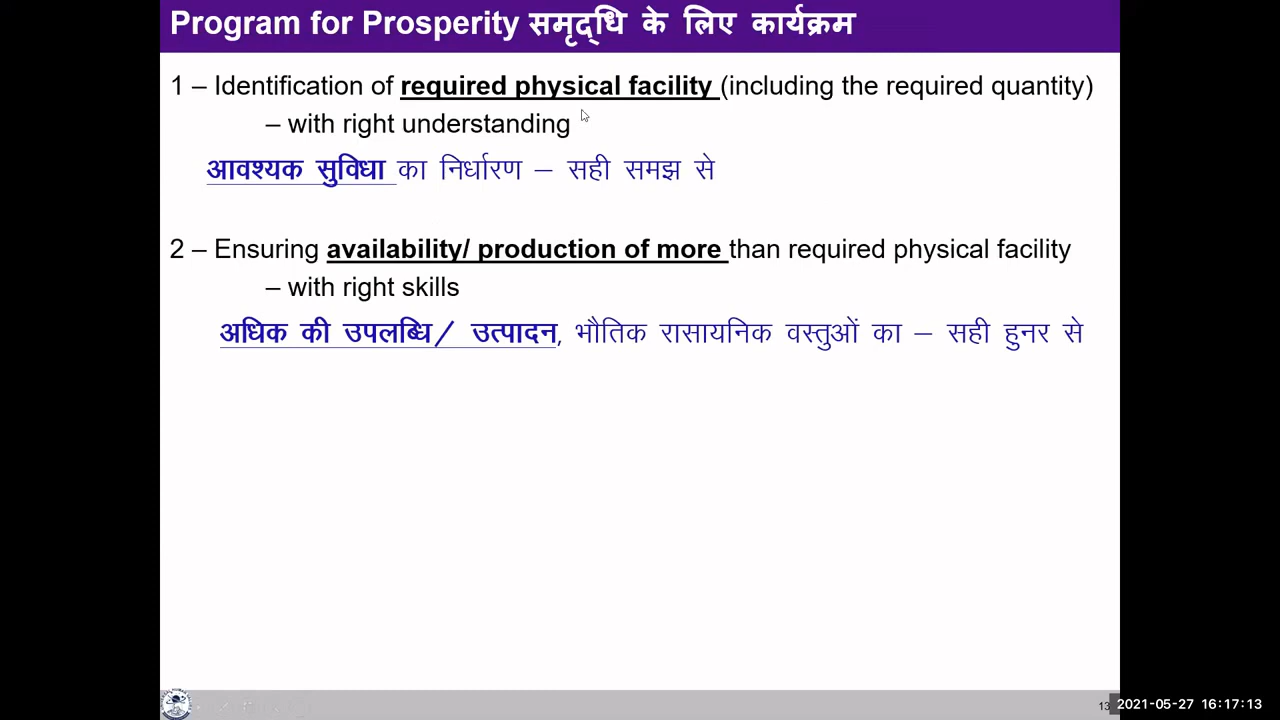 Program for Prosperity समृद्धि के लिए कार्यक्रम
1 – Identification of required physical facility (including the required quantity)
– with right understanding
आवश्यक सुविधा का निर्धारण – सही समझ से
2 – Ensuring availability/ production of more than required physical facility
– with right skills
अधिक की उपलब्धि/ उत्पादन, भौतिक रासायनिक वस्तुओं का – सही हुनर से
13
2021-05-27 16:17:13